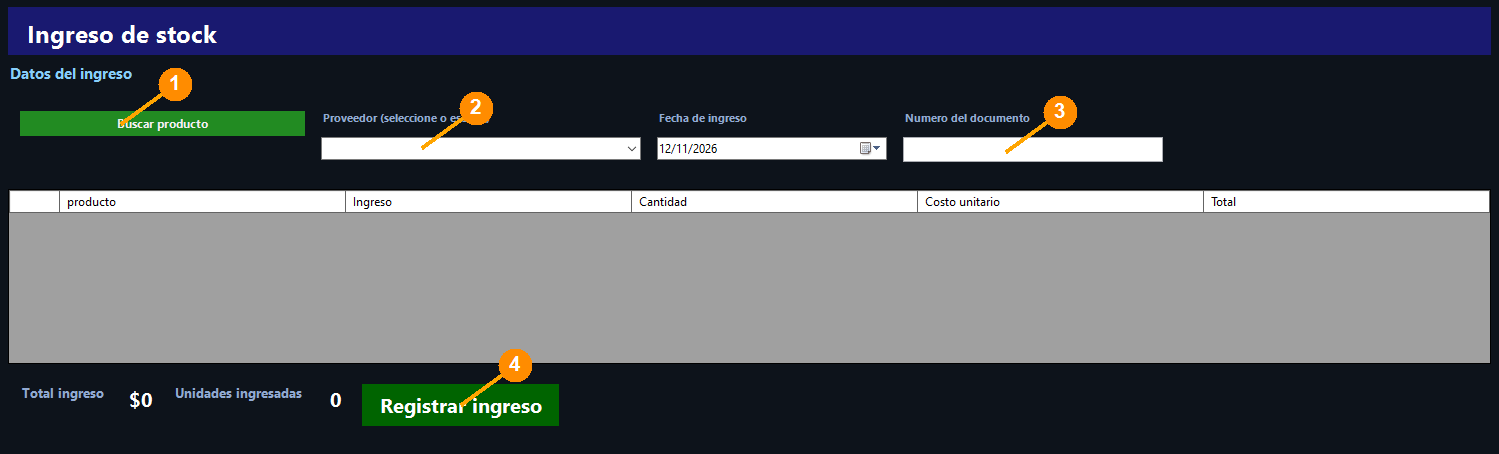 Ingreso de stock
Datos del ingreso
1
Buscar producto
Proveedor (seleccione o
2
Fecha de ingreso
Numero del documento
3
12/11/2026
producto Ingreso Cantidad Costo unitario Total
4
Total ingreso $0 Unidades ingresadas 0 Registrar ingreso